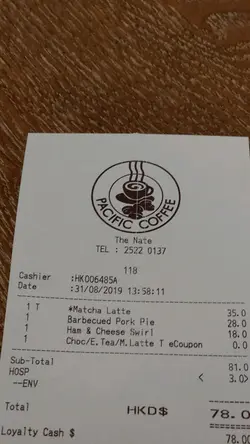 PACIFIC COFFEE
The Nate
TEL : 2522 0137
118
Cashier :HK006485A
Date :31/08/2019 13:58:11
1 T *Matcha Latte 35.0
1 Barbecued Pork Pie 28.0
1 Ham & Cheese Swirl 18.0
1 Choc/E.Tea/M.Latte T eCoupon 0.0
Sub-Total 81.0
HOSP < 3.0>
--ENV
Total HKD$ 78.0
Loyalty Cash $ 78.0